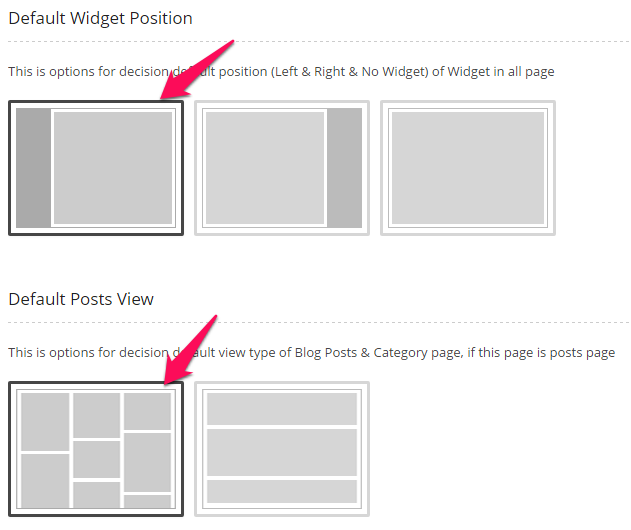 Default Widget Position
This is options for decision default position (Left & Right & No Widget) of Widget in all page
Default Posts View
This is options for decision default view type of Blog Posts & Category page, if this page is posts page